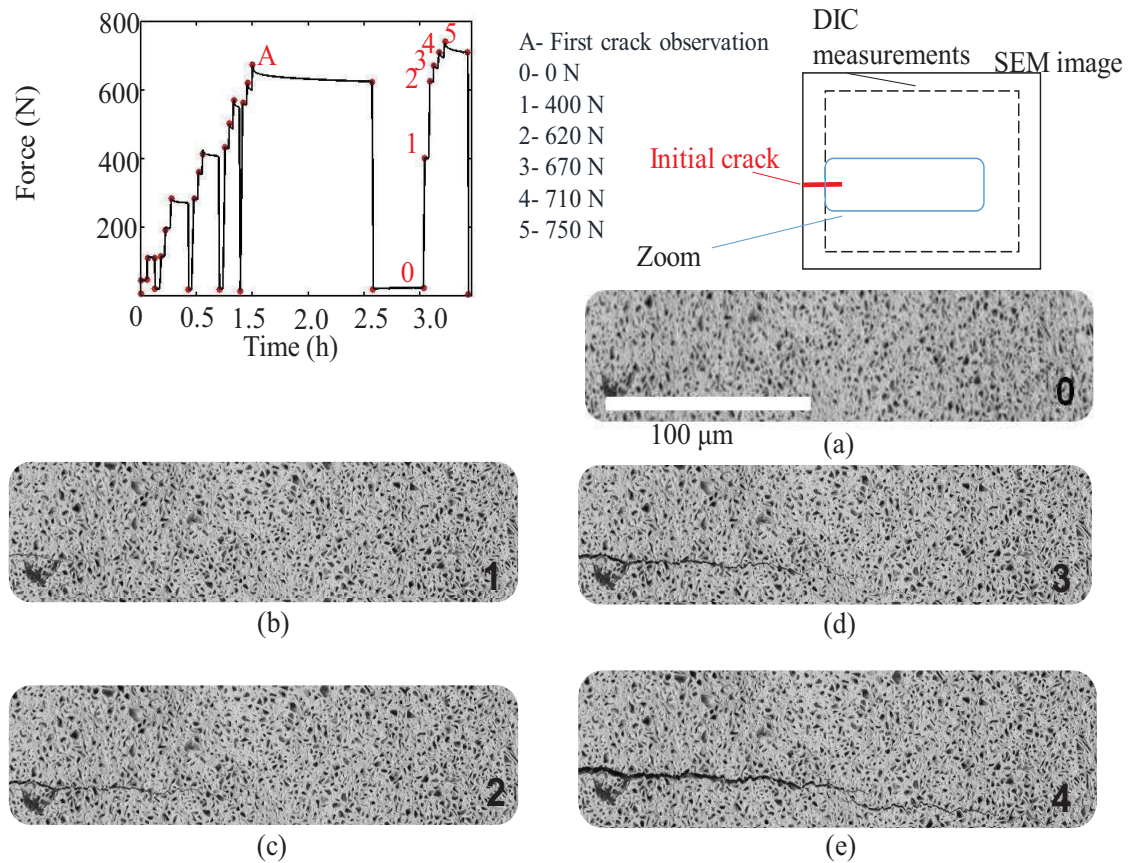 800
600
400
200
Force (N)
0
0.5
1.5
2.0
2.5
3.0
Time (h)
A
0
1
2
3
4
5
A- First crack observation
0- 0 N
1- 400 N
2- 620 N
3- 670 N
4- 710 N
5- 750 N
DIC
measurements
SEM image
Initial crack
Zoom
0
100 μm
(a)
1
(b)
3
(d)
2
(c)
4
(e)